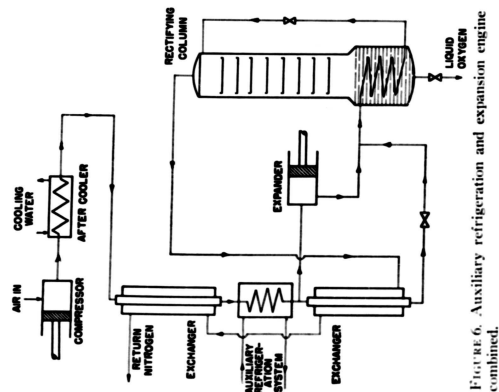 AIR IN
COMPRESSOR
COOLING
WATER
AFTER COOLER
RECTIFYING
COLUMN
LIQUID
OXYGEN
EXPANDER
RETURN
NITROGEN
EXCHANGER
AUXILIARY
REFRIGER-
ATION
SYSTEM
EXCHANGER
FIGURE 6. Auxiliary refrigeration and expansion engine
combined.